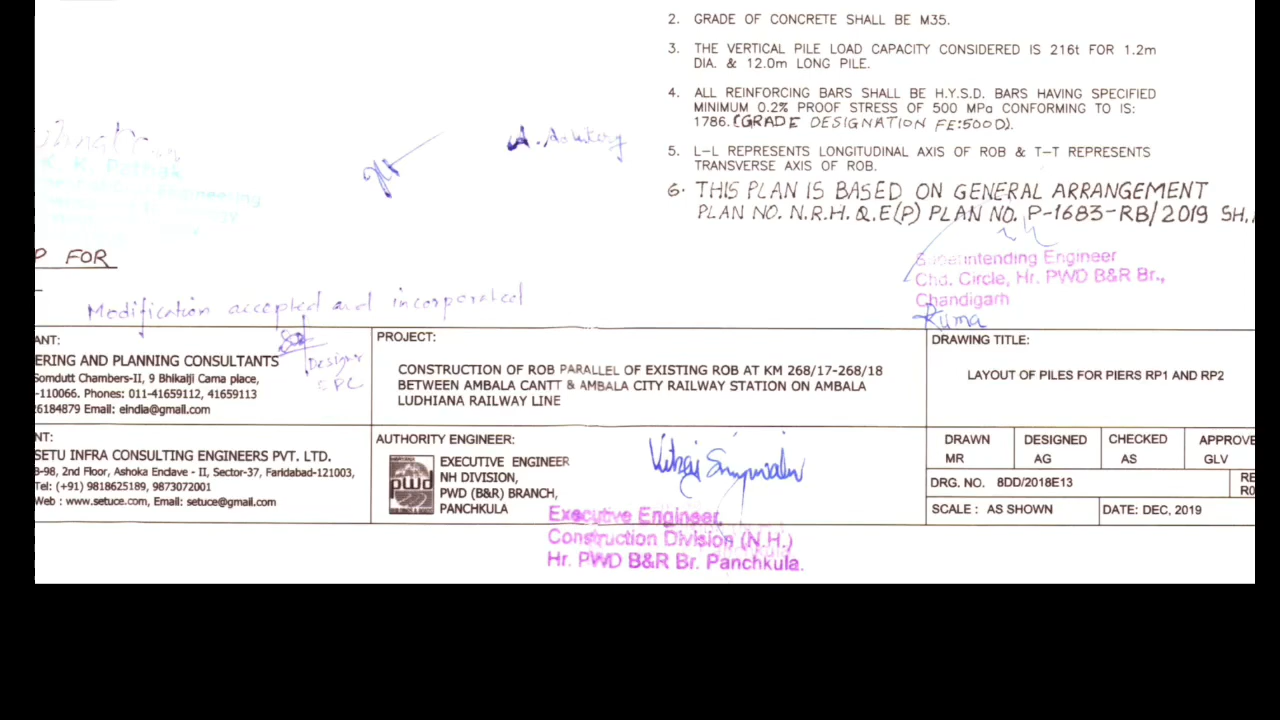 2. GRADE OF CONCRETE SHALL BE M35.
3. THE VERTICAL PILE LOAD CAPACITY CONSIDERED IS 216t FOR 1.2m
DIA. & 12.0m LONG PILE.
4. ALL REINFORCING BARS SHALL BE H.Y.S.D. BARS HAVING SPECIFIED
MINIMUM 0.2% PROOF STRESS OF 500 MPa CONFORMING TO IS:
1786.(GRADE DESIGNATION FE:500D).
5. L-L REPRESENTS LONGITUDINAL AXIS OF ROB & T-T REPRESENTS
TRANSVERSE AXIS OF ROB.
6. THIS PLAN IS BASED ON GENERAL ARRANGEMENT
PLAN NO. N.R.H.Q.E(P) PLAN NO. P-1683-RB/2019 SH.
K. K. Pathak
P FOR
Superintending Engineer
Chd. Circle, Hr. PWD B&R Br.,
Chandigarh
Modification accepted and incorporated
Designer
ANT:
ERING AND PLANNING CONSULTANTS
Somdutt Chambers-II, 9 Bhikaiji Cama place,
-110066. Phones: 011-41659112, 41659113
26184879 Email: eindia@gmail.com
PROJECT:
CONSTRUCTION OF ROB PARALLEL OF EXISTING ROB AT KM 268/17-268/18
BETWEEN AMBALA CANTT & AMBALA CITY RAILWAY STATION ON AMBALA
LUDHIANA RAILWAY LINE
DRAWING TITLE:
LAYOUT OF PILES FOR PIERS RP1 AND RP2
NT:
SETU INFRA CONSULTING ENGINEERS PVT. LTD.
B-98, 2nd Floor, Ashoka Enclave - II, Sector-37, Faridabad-121003,
Tel: (+91) 9818625189, 9873072001
Web : www.setuce.com, Email: setuce@gmail.com
AUTHORITY ENGINEER:
pwd
EXECUTIVE ENGINEER
NH DIVISION,
PWD (B&R) BRANCH,
PANCHKULA
Executive Engineer,
Construction Division (N.H.)
Hr. PWD B&R Br. Panchkula.
DRAWN DESIGNED CHECKED APPROVE
MR AG AS GLV
DRG. NO. 8DD/2018E13
RE
R0
SCALE : AS SHOWN DATE: DEC, 2019